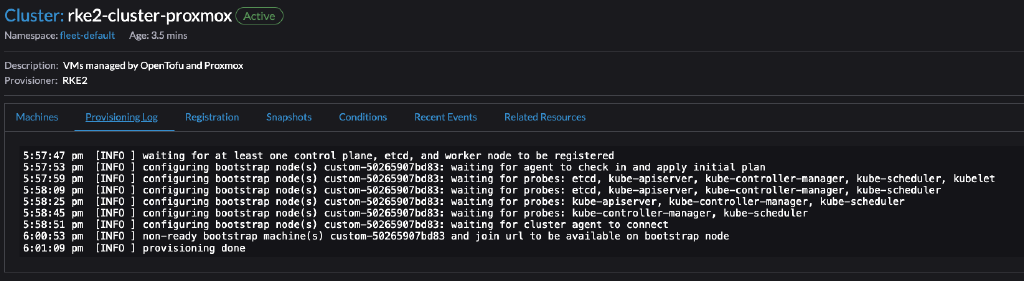 Cluster: rke2-cluster-proxmox Active
Namespace: fleet-default Age: 3.5 mins
Description: VMs managed by OpenTofu and Proxmox
Provisioner: RKE2
Machines Provisioning Log Registration Snapshots Conditions Recent Events Related Resources
5:57:47 pm [INFO ] waiting for at least one control plane, etcd, and worker node to be registered
5:57:53 pm [INFO ] configuring bootstrap node(s) custom-50265907bd83: waiting for agent to check in and apply initial plan
5:57:59 pm [INFO ] configuring bootstrap node(s) custom-50265907bd83: waiting for probes: etcd, kube-apiserver, kube-controller-manager, kube-scheduler, kubelet
5:58:09 pm [INFO ] configuring bootstrap node(s) custom-50265907bd83: waiting for probes: etcd, kube-apiserver, kube-controller-manager, kube-scheduler
5:58:25 pm [INFO ] configuring bootstrap node(s) custom-50265907bd83: waiting for probes: kube-apiserver, kube-controller-manager, kube-scheduler
5:58:45 pm [INFO ] configuring bootstrap node(s) custom-50265907bd83: waiting for probes: kube-controller-manager, kube-scheduler
5:58:51 pm [INFO ] configuring bootstrap node(s) custom-50265907bd83: waiting for cluster agent to connect
6:00:53 pm [INFO ] non-ready bootstrap machine(s) custom-50265907bd83 and join url to be available on bootstrap node
6:01:09 pm [INFO ] provisioning done